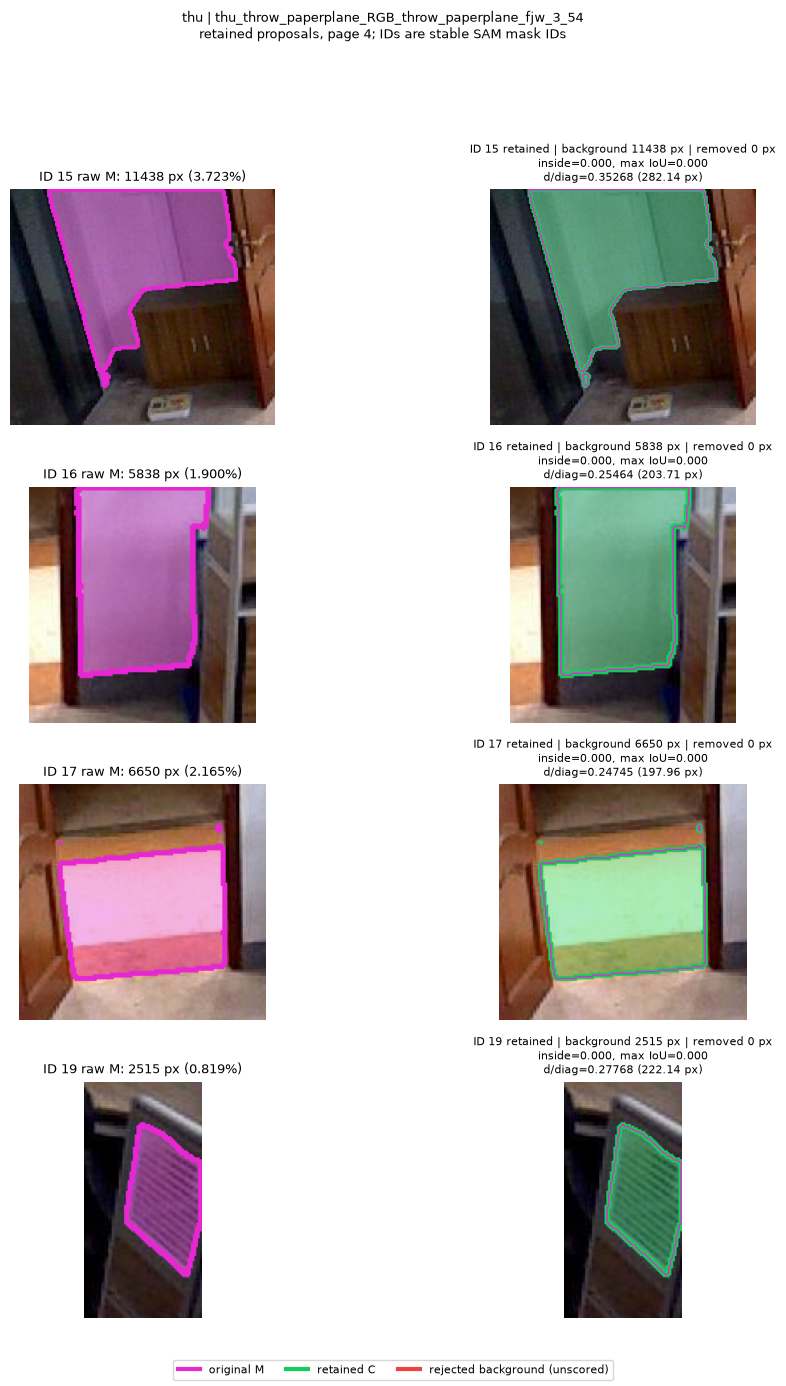 thu | thu_throw_paperplane_RGB_throw_paperplane_fjw_3_54
retained proposals, page 4; IDs are stable SAM mask IDs
ID 15 raw M: 11438 px (3.723%)
ID 15 retained | background 11438 px | removed 0 px
inside=0.000, max IoU=0.000
d/diag=0.35268 (282.14 px)
ID 16 raw M: 5838 px (1.900%)
ID 16 retained | background 5838 px | removed 0 px
inside=0.000, max IoU=0.000
d/diag=0.25464 (203.71 px)
ID 17 raw M: 6650 px (2.165%)
ID 17 retained | background 6650 px | removed 0 px
inside=0.000, max IoU=0.000
d/diag=0.24745 (197.96 px)
ID 19 raw M: 2515 px (0.819%)
ID 19 retained | background 2515 px | removed 0 px
inside=0.000, max IoU=0.000
d/diag=0.27768 (222.14 px)
original M
retained C
rejected background (unscored)